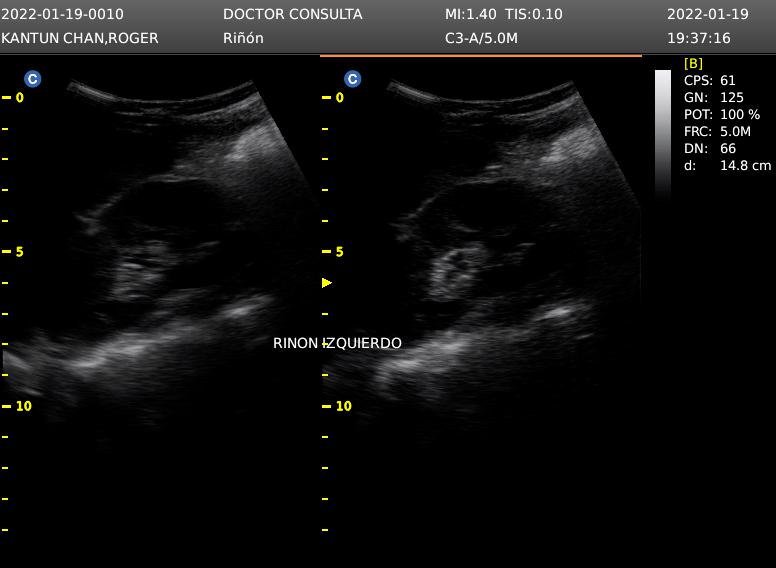 2022-01-19-0010 DOCTOR CONSULTA MI:1.40 TIS:0.10 2022-01-19
KANTUN CHAN,ROGER Riñón C3-A/5.0M 19:37:16
C C [B]
0 0 CPS: 61
GN: 125
POT: 100 %
FRC: 5.0M
DN: 66
d: 14.8 cm
5 5
RINON IZQUIERDO
10 10